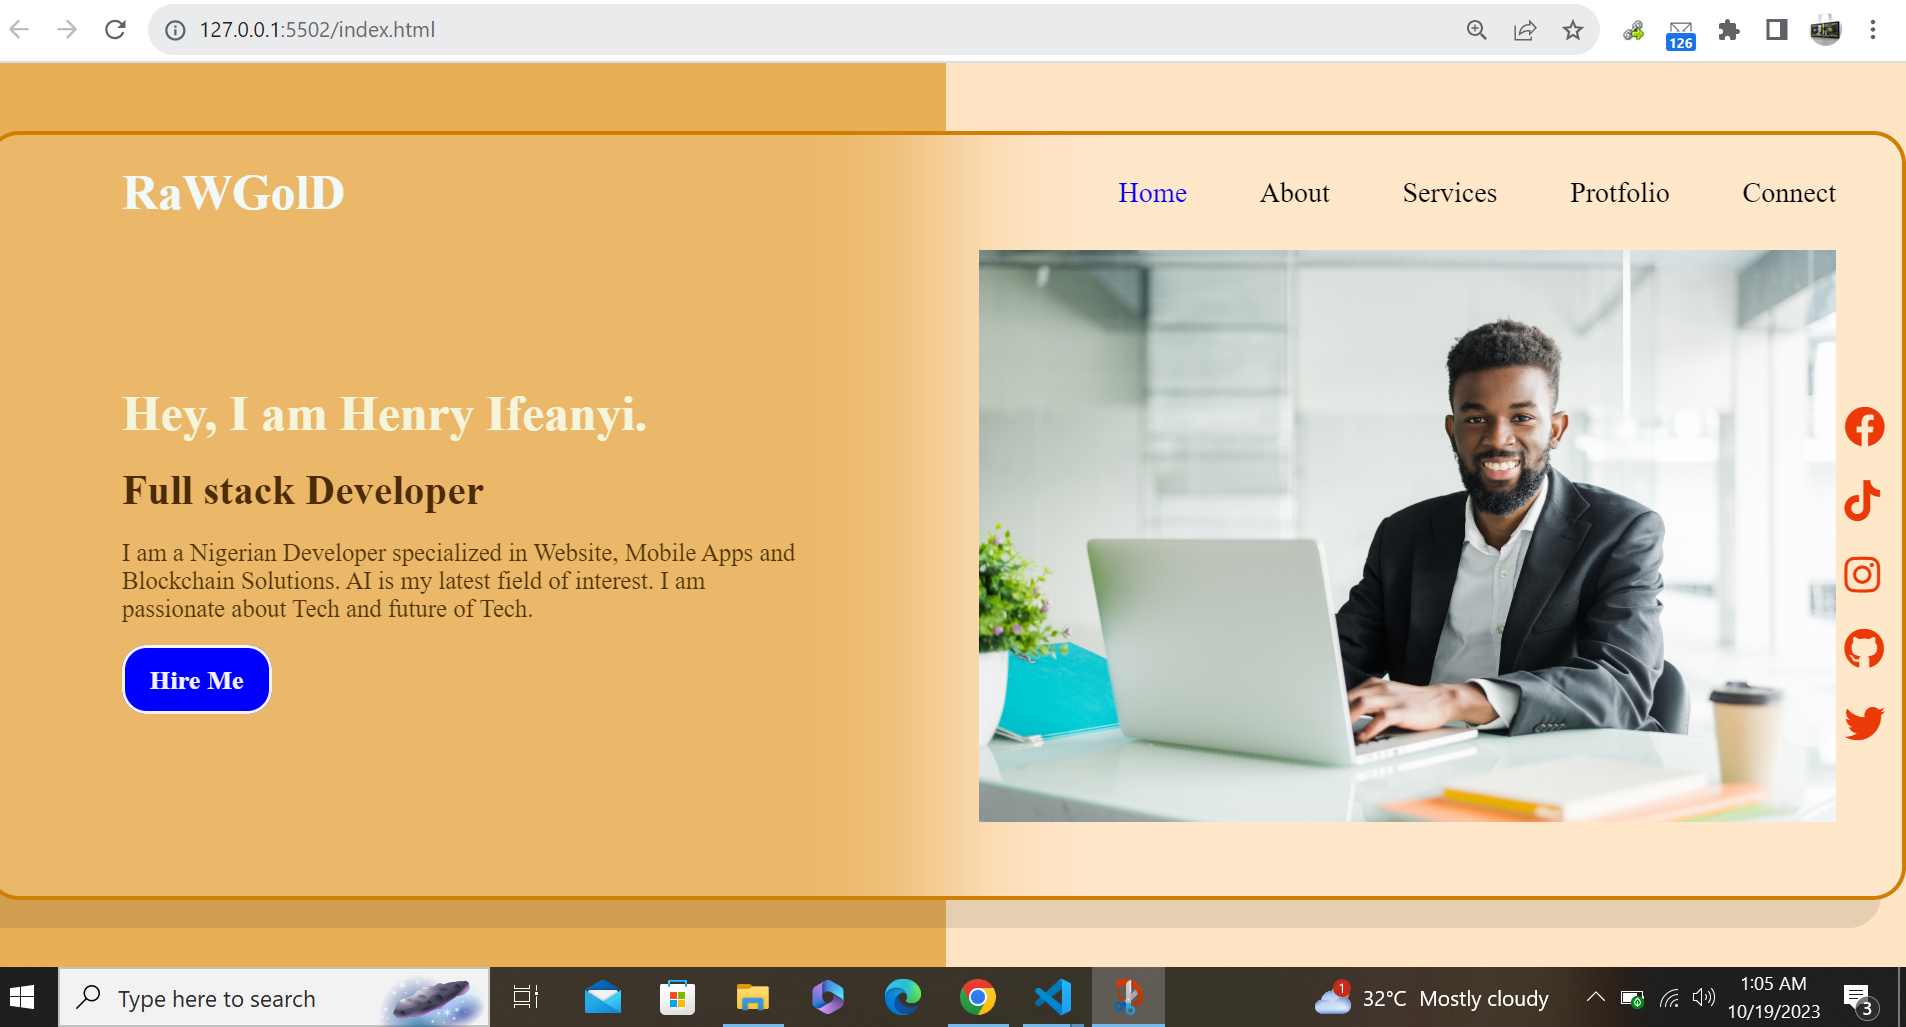 127.0.0.1:5502/index.html
126
RaWGolD
Home About Services Protfolio Connect
Hey, I am Henry Ifeanyi.
Full stack Developer
I am a Nigerian Developer specialized in Website, Mobile Apps and
Blockchain Solutions. AI is my latest field of interest. I am
passionate about Tech and future of Tech.
Hire Me
Type here to search
1
32°C Mostly cloudy
1:05 AM
10/19/2023
3